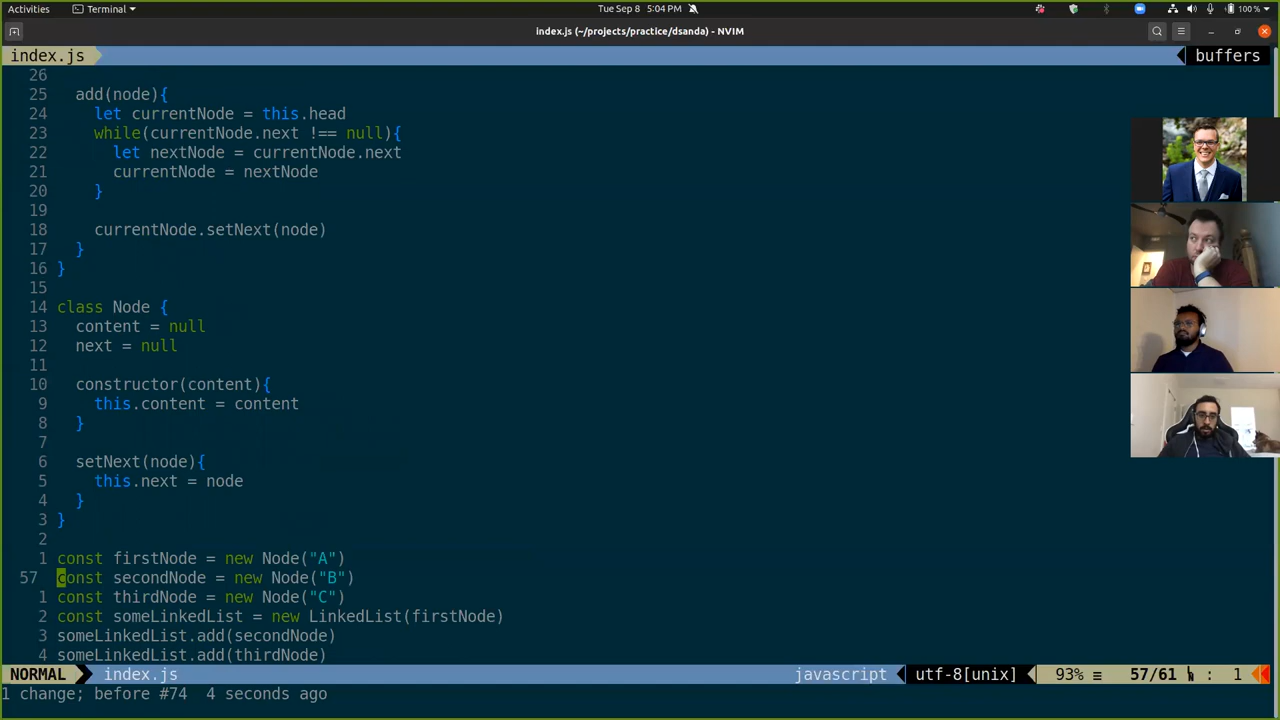 Activities Terminal Tue Sep 8 5:04 PM 100 %
index.js (~/projects/practice/dsanda) - NVIM
index.js buffers
26
25 add(node){
24 let currentNode = this.head
23 while(currentNode.next !== null){
22 let nextNode = currentNode.next
21 currentNode = nextNode
20 }
19
18 currentNode.setNext(node)
17 }
16 }
15
14 class Node {
13 content = null
12 next = null
11
10 constructor(content){
9 this.content = content
8 }
7
6 setNext(node){
5 this.next = node
4 }
3 }
2
1 const firstNode = new Node("A")
57 const secondNode = new Node("B")
1 const thirdNode = new Node("C")
2 const someLinkedList = new LinkedList(firstNode)
3 someLinkedList.add(secondNode)
4 someLinkedList.add(thirdNode)
NORMAL index.js javascript utf-8[unix] 93% ≡ 57/61 : 1
1 change; before #74 4 seconds ago